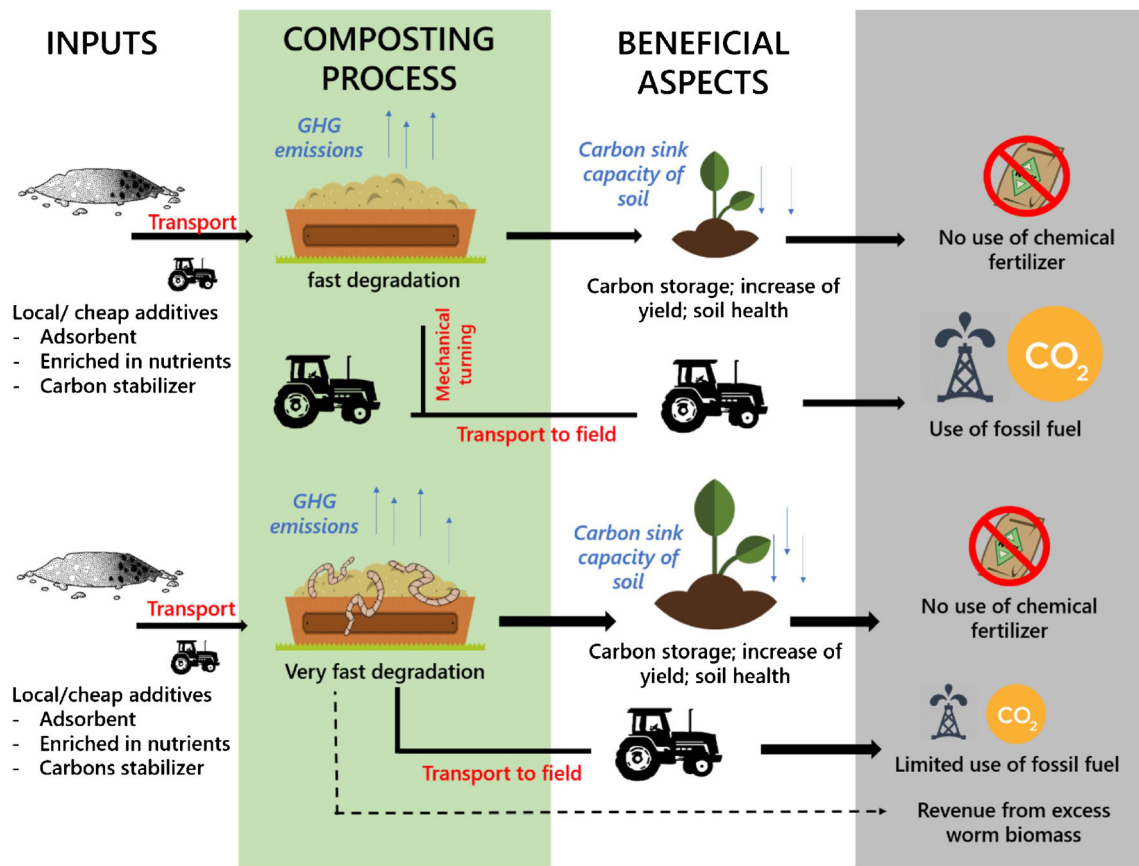 INPUTS
COMPOSTING
PROCESS
BENEFICIAL
ASPECTS
GHG
emissions
Carbon sink
capacity of
soil
Transport
fast degradation
No use of chemical
fertilizer
Local/ cheap additives
- Adsorbent
- Enriched in nutrients
- Carbon stabilizer
Carbon storage; increase of
yield; soil health
Mechanical
turning
CO2
Transport to field
Use of fossil fuel
GHG
emissions
Carbon sink
capacity of
soil
Transport
No use of chemical
fertilizer
Very fast degradation
Carbon storage; increase of
yield; soil health
Local/cheap additives
- Adsorbent
- Enriched in nutrients
- Carbons stabilizer
CO2
Transport to field
Limited use of fossil fuel
Revenue from excess
worm biomass